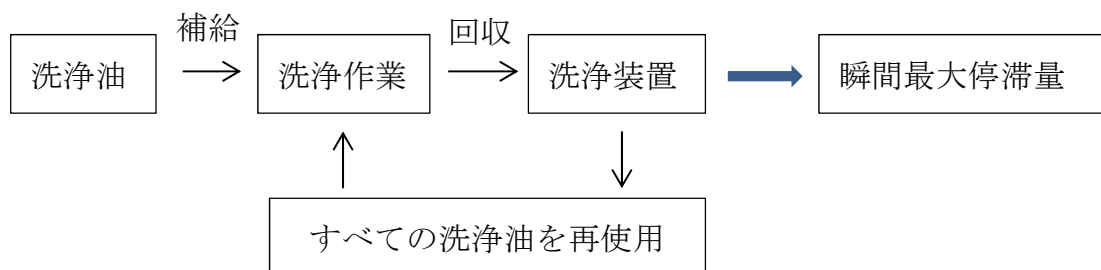 補給
回収
洗浄油
洗浄作業
洗浄装置
瞬間最大停滞量
すべての洗浄油を再使用